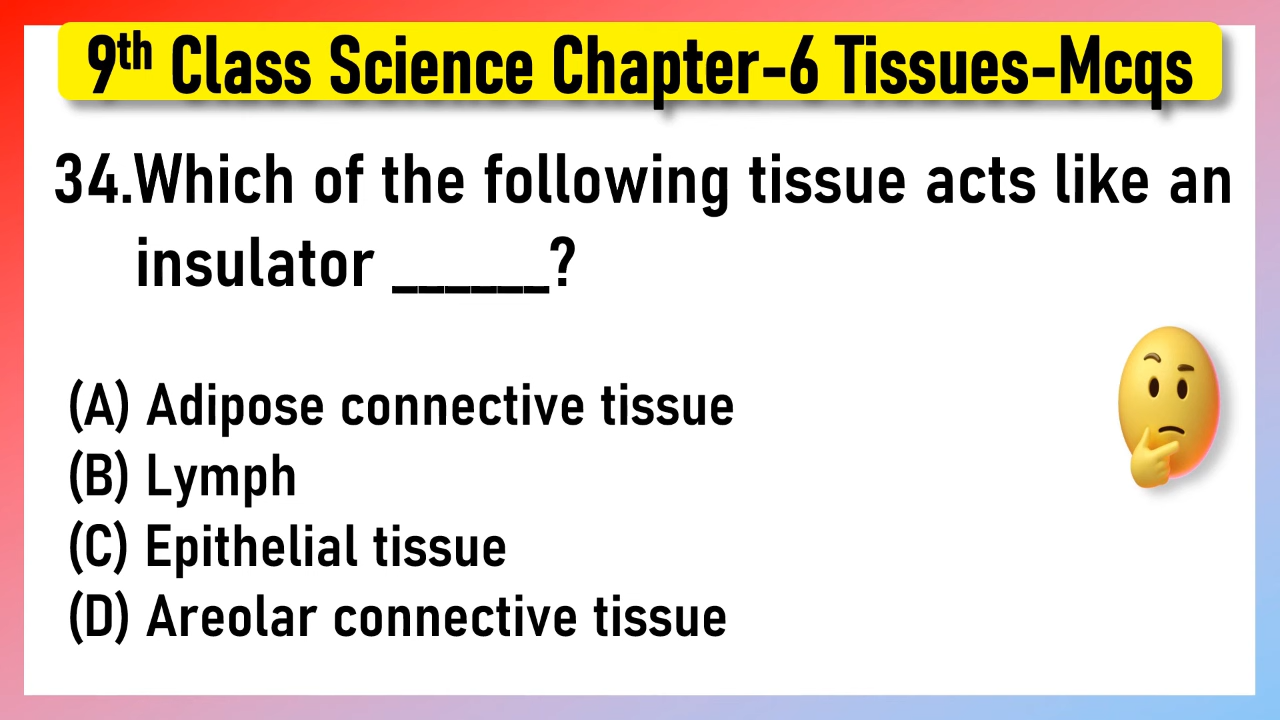 9th Class Science Chapter-6 Tissues-Mcqs
34.Which of the following tissue acts like an
insulator ______?
(A) Adipose connective tissue
(B) Lymph
(C) Epithelial tissue
(D) Areolar connective tissue